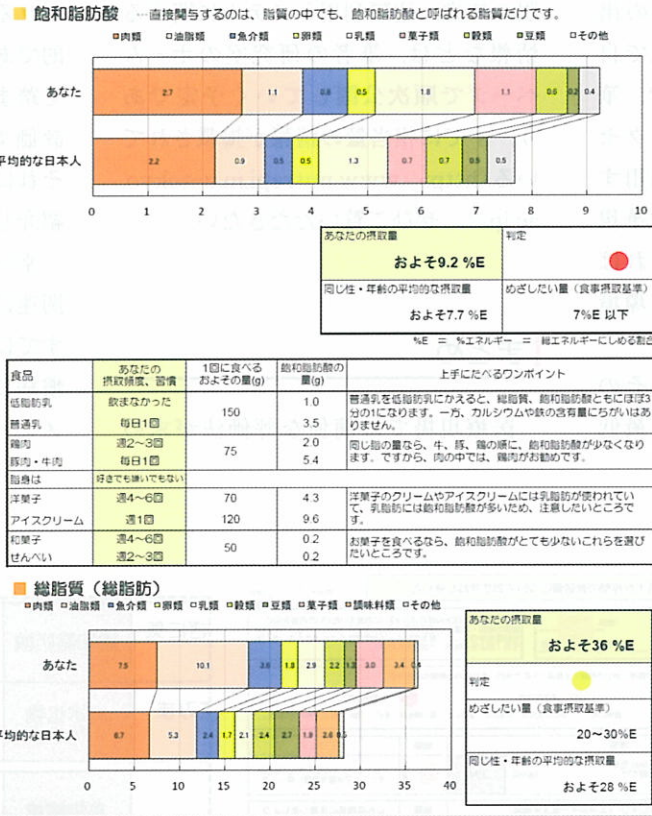 ■ 飽和脂肪酸 …直接関与するのは、脂質の中でも、飽和脂肪酸と呼ばれる脂質だけです。
■肉類 □油脂類 ■魚介類 □卵類 □乳類 ■菓子類 ■穀類 ■豆類 □その他
あなた 2.7 1.1 0.8 0.5 1.8 1.1 0.6 0.2 0.4
平均的な日本人 2.2 0.9 0.5 0.5 1.3 0.7 0.7 0.5
0 1 2 3 4 5 6 7 8 9 10
あなたの摂取量 判定
およそ9.2 %E
同じ性・年齢の平均的な摂取量 めざしたい量(食事摂取基準)
およそ7.7 %E 7%E 以下
%E = %エネルギー = 総エネルギーにしめる割合
食品 あなたの摂取頻度、習慣 1回に食べるおよその量(g) 飽和脂肪酸の量(g) 上手にたべるワンポイント
低脂肪乳 飲まなかった 150 1.0 普通乳を低脂肪乳にかえると、総脂質、飽和脂肪酸ともにほぼ3
普通乳 毎日1回 3.5 分の1になります。一方、カルシウムや鉄の含有量にちがいはあ
りません。
鶏肉 週2~3回 75 2.0 同じ脂の量なら、牛、豚、鶏の順に、飽和脂肪酸が少なくなり
豚肉・牛肉 毎日1回 5.4 ます。ですから、肉の中では、鶏肉がお勧めです。
脂身は 好きでも嫌いでもない
洋菓子 週4~6回 70 4.3 洋菓子のクリームやアイスクリームには乳脂肪が使われてい
て、乳脂肪には飽和脂肪酸が多いため、注意したいところで
アイスクリーム 週1回 120 9.6 す。
和菓子 週4~6回 50 0.2 お菓子を食べるなら、飽和脂肪酸がとても少ないこれらを選び
せんべい 週2~3回 0.2 たいところです。
■ 総脂質(総脂肪)
■肉類 □油脂類 ■魚介類 □卵類 □乳類 ■穀類 ■豆類 ■菓子類 ■調味料類 □その他
あなた 7.5 10.1 1.8 2.9 2.2 3.0 3.4
平均的な日本人 6.7 5.3 2.4 1.7 2.1 2.4 2.7 1.9 2.6
0 5 10 15 20 25 30 35 40
あなたの摂取量
およそ36 %E
判定
めざしたい量(食事摂取基準)
20~30%E
同じ性・年齢の平均的な摂取量
およそ28 %E